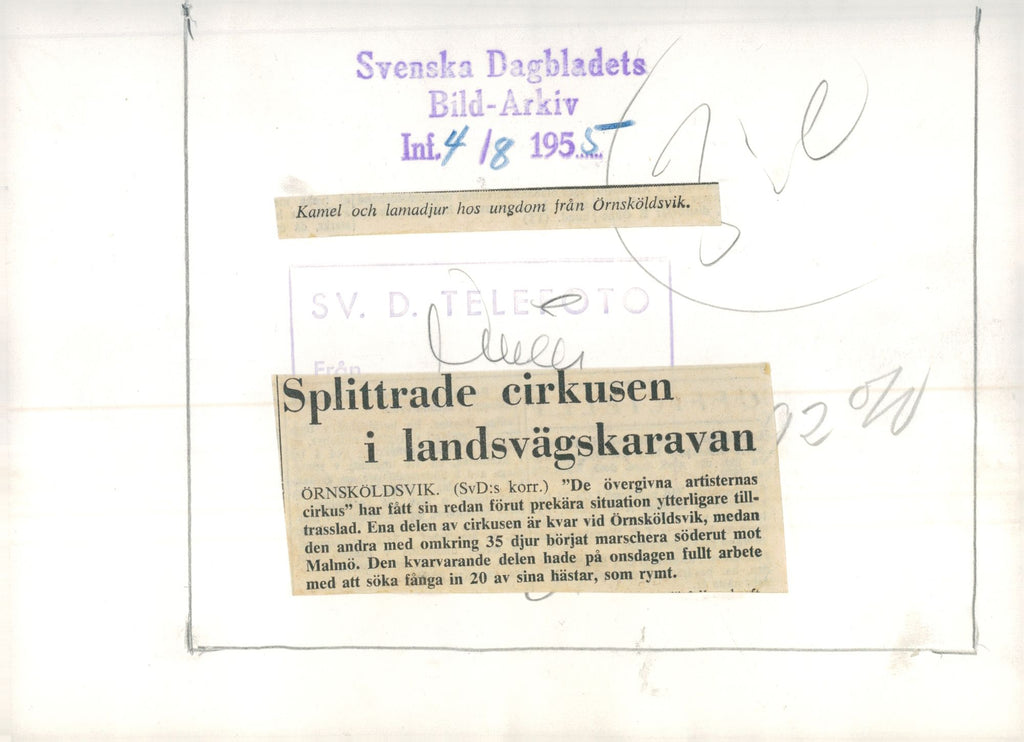 Svenska Dagbladets
Bild-Arkiv
Inf. 4/8 1955
Kamel och lamadjur hos ungdom från Örnsköldsvik.
SV. D. TELEFOTO
Från
Splittrade cirkusen
i landsvägskaravan
ÖRNSKÖLDSVIK. (SvD:s korr.) ”De övergivna artisternas
cirkus” har fått sin redan förut prekära situation ytterligare till-
trasslad. Ena delen av cirkusen är kvar vid Örnsköldsvik, medan
den andra med omkring 35 djur börjat marschera söderut mot
Malmö. Den kvarvarande delen hade på onsdagen fullt arbete
med att söka fånga in 20 av sina hästar, som rymt.